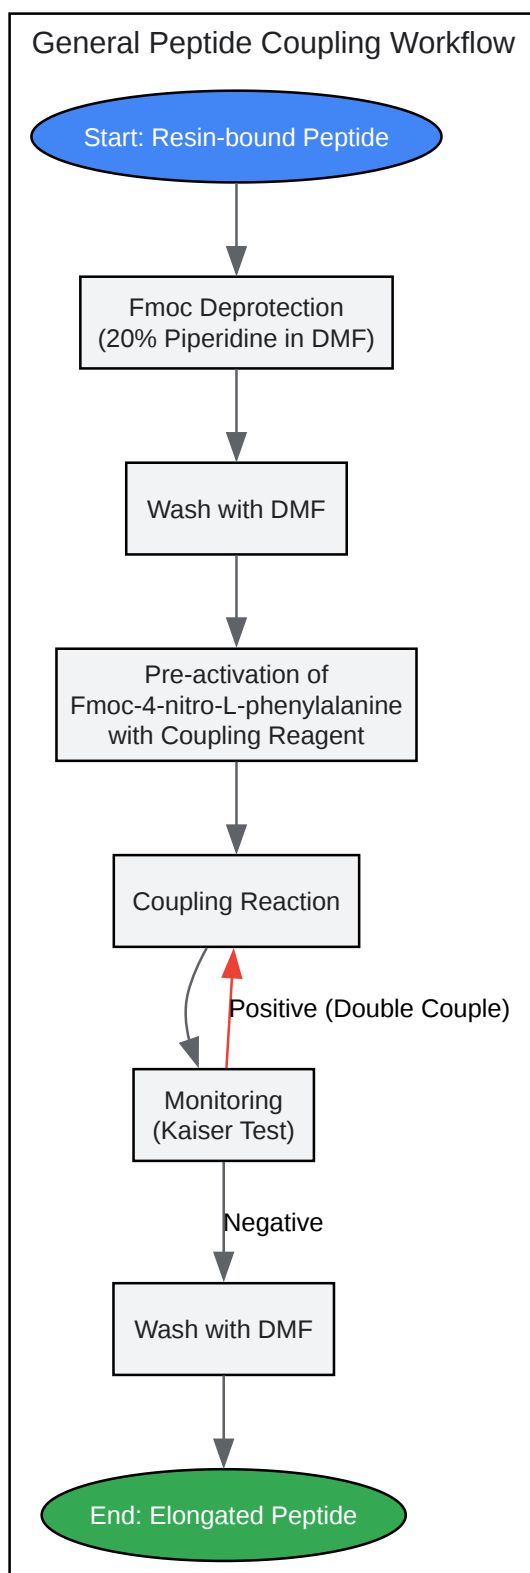 General Peptide Coupling Workflow
Start: Resin-bound Peptide
Fmoc Deprotection
(20% Piperidine in DMF)
Wash with DMF
Pre-activation of
Fmoc-4-nitro-L-phenylalanine
with Coupling Reagent
Coupling Reaction
Positive (Double Couple)
Monitoring
(Kaiser Test)
Negative
Wash with DMF
End: Elongated Peptide